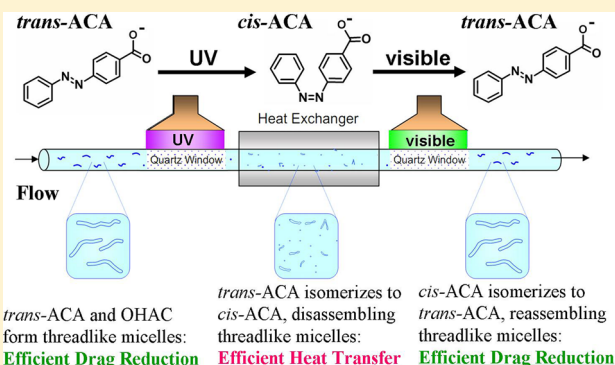 trans-ACA
cis-ACA
trans-ACA
O
O-
N=N
UV
O
O-
N=N
visible
O
O-
N=N
Heat Exchanger
UV
visible
Quartz Window
Quartz Window
Flow
trans-ACA and OHAC
form threadlike micelles:
Efficient Drag Reduction
trans-ACA isomerizes to
cis-ACA, disassembling
threadlike micelles:
Efficient Heat Transfer
cis-ACA isomerizes to
trans-ACA, reassembling
threadlike micelles:
Efficient Drag Reduction